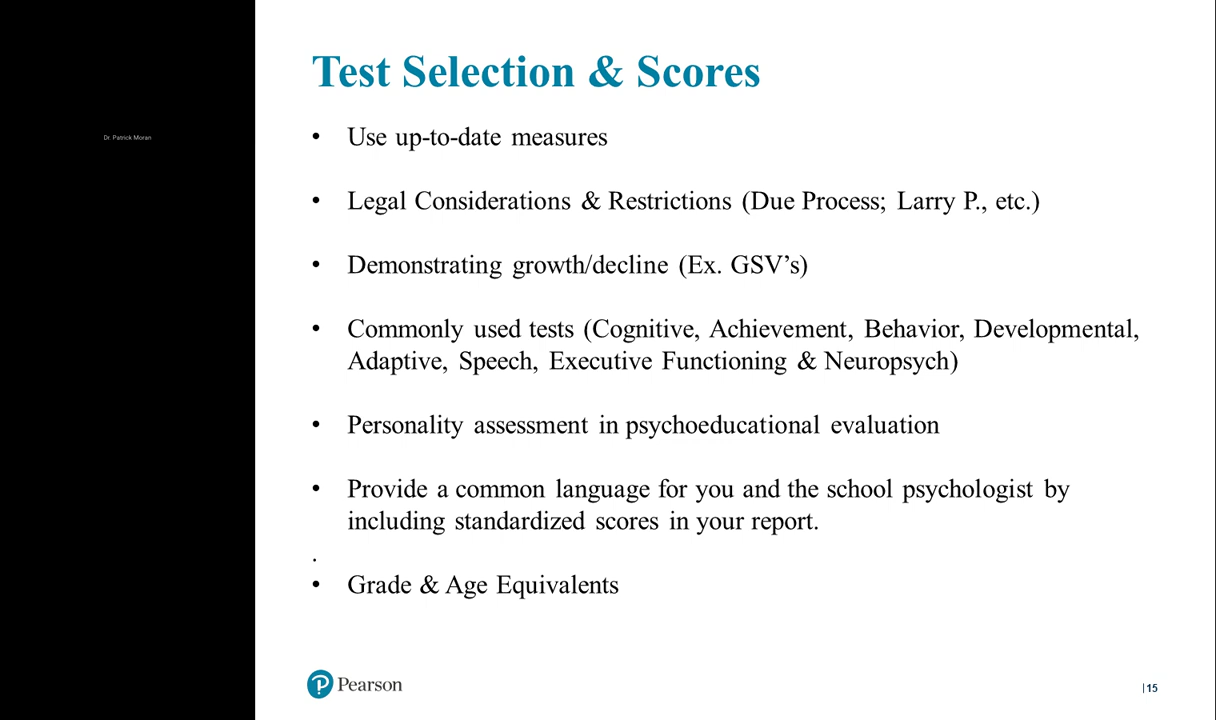 Dr. Patrick Moran
Test Selection & Scores
• Use up-to-date measures
• Legal Considerations & Restrictions (Due Process; Larry P., etc.)
• Demonstrating growth/decline (Ex. GSV’s)
• Commonly used tests (Cognitive, Achievement, Behavior, Developmental,
Adaptive, Speech, Executive Functioning & Neuropsych)
• Personality assessment in psychoeducational evaluation
• Provide a common language for you and the school psychologist by
including standardized scores in your report.
.
• Grade & Age Equivalents
Pearson
| 15